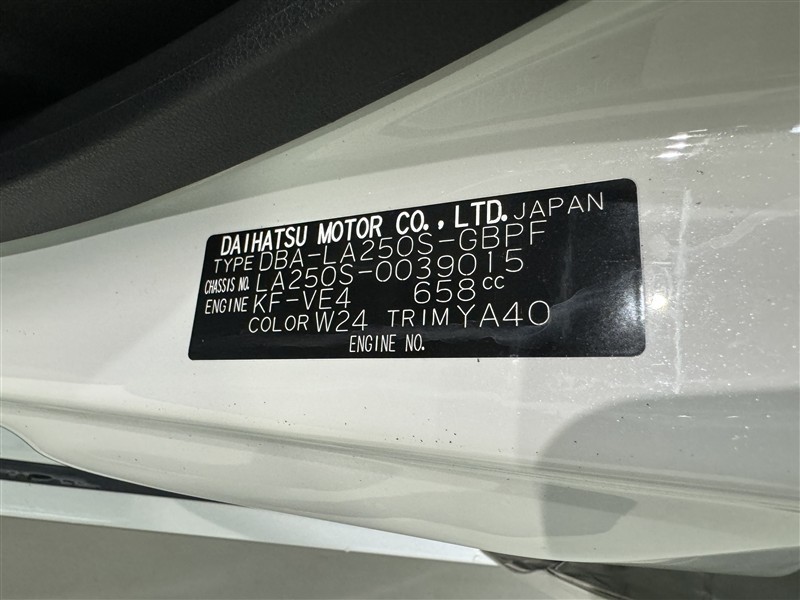 DAIHATSU MOTOR CO., LTD. JAPAN
TYPE DBA-LA250S-GBPF
CHASSIS NO. LA250S-0039015
ENGINE KF-VE4 658cc
COLOR W24 TRIM YA40
ENGINE NO.